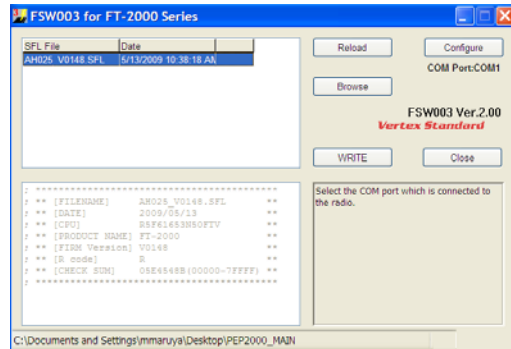 FSW003 for FT-2000 Series
SFL File Date
AH025_V0148.SFL 5/13/2009 10:38:18 AM
Reload Configure
COM Port:COM1
Browse
FSW003 Ver.2.00
Vertex Standard
WRITE Close
; ******************************************
; ** [FILENAME] AH025_V0148.SFL **
; ** [DATE] 2009/05/13 **
; ** [CPU] R5F61653N50FTV **
; ** [PRODUCT NAME] FT-2000 **
; ** [FIRM Version] V0148 **
; ** [R code] R **
; ** [CHECK SUM] 05E4568B(00000-7FFFF) **
; ******************************************
Select the COM port which is connected to
the radio.
C:\Documents and Settings\mmaruya\Desktop\PEP2000_MAIN